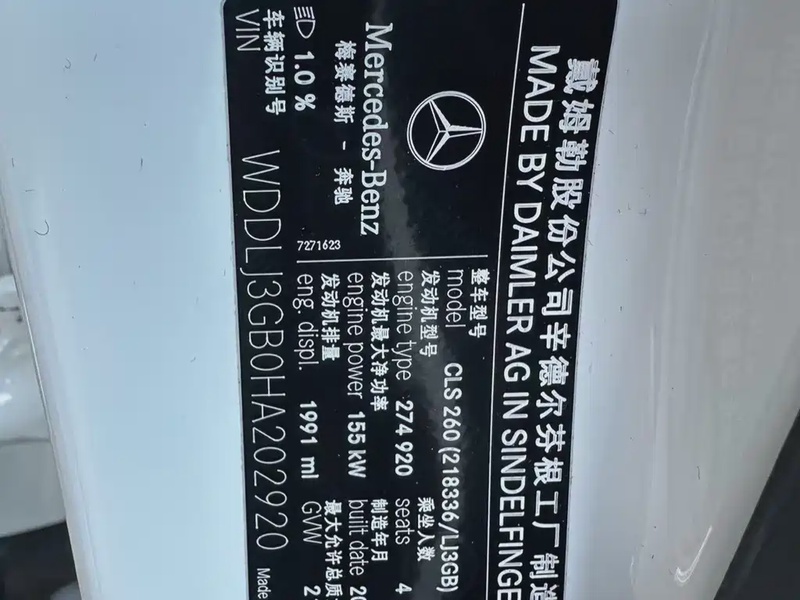 戴姆勒股份公司辛德尔芬根工厂制造
MADE BY DAIMLER AG IN SINDELFINGE
Mercedes-Benz
梅赛德斯 - 奔驰
1.0 %
7271623
整车型号
model CLS 260 (218336/LJ3GB)
发动机型号 乘坐人数
engine type 274 920 seats 4
发动机最大净功率 制造年月
engine power 155 kW built date 20
发动机排量 最大允许总质
eng. displ. 1991 ml GVW 2
车辆识别号
VIN WDDLJ3GB0HA202920
Made